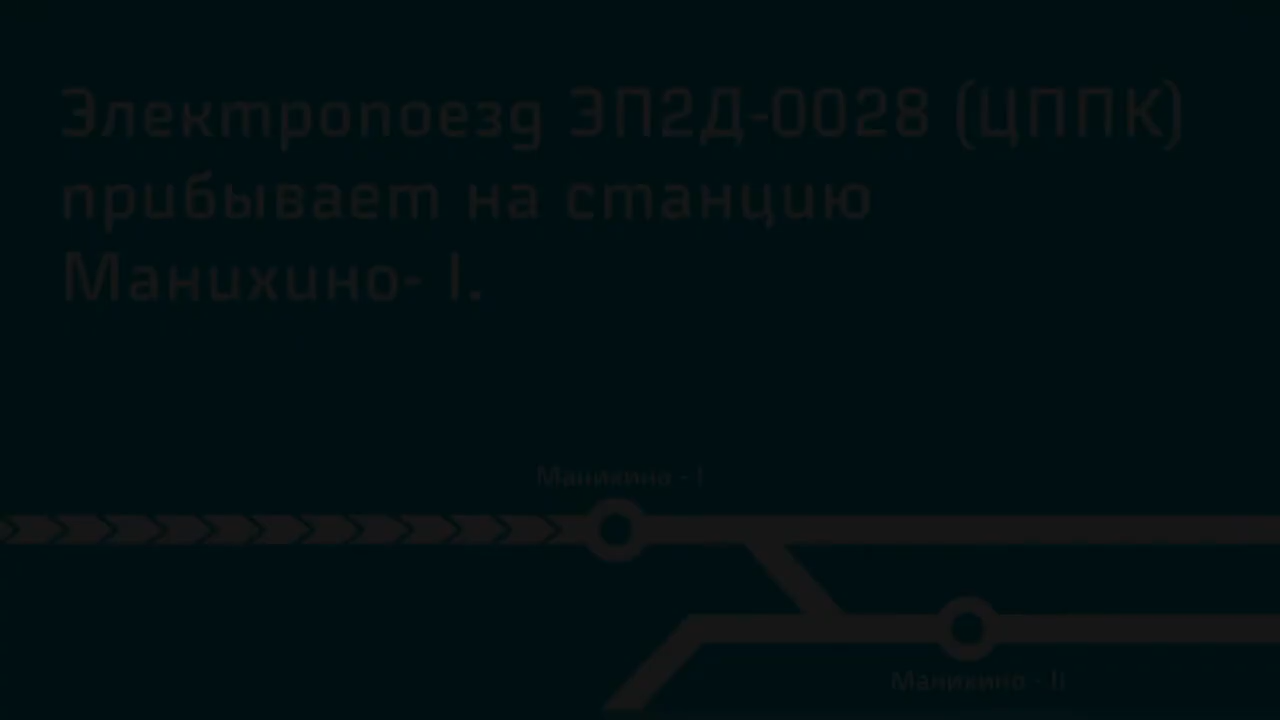 Электропоезд ЭП2Д-0028 (ЦППК)
прибывает на станцию
Манихино- I.
Манихино - I
Манихино - II